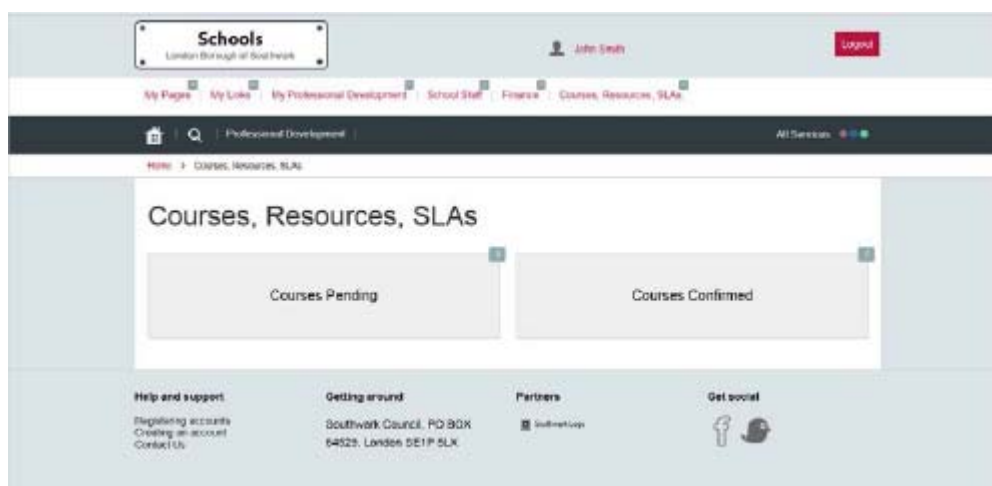 Schools
London Borough of Southwark
John Smith
Logout
My Pages | My Links | My Professional Development | School Staff | Finance | Courses, Resources, SLAs
Professional Development |
All Services
Home > Courses, Resources, SLAs
Courses, Resources, SLAs
Courses Pending
Courses Confirmed
Help and support
Registering accounts
Creating an account
Contact Us
Getting around
Southwark Council, PO BOX
64529, London SE1P 5LX
Partners
Get social